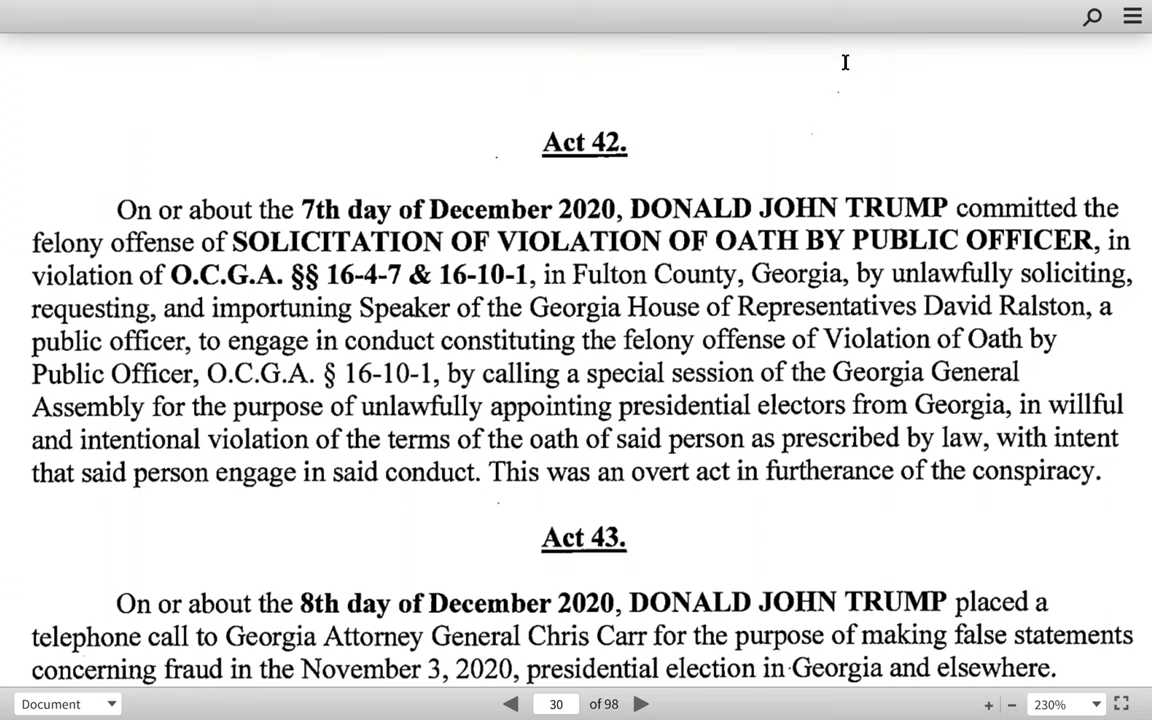 Act 42.
On or about the 7th day of December 2020, DONALD JOHN TRUMP committed the
felony offense of SOLICITATION OF VIOLATION OF OATH BY PUBLIC OFFICER, in
violation of O.C.G.A. §§ 16-4-7 & 16-10-1, in Fulton County, Georgia, by unlawfully soliciting,
requesting, and importuning Speaker of the Georgia House of Representatives David Ralston, a
public officer, to engage in conduct constituting the felony offense of Violation of Oath by
Public Officer, O.C.G.A. § 16-10-1, by calling a special session of the Georgia General
Assembly for the purpose of unlawfully appointing presidential electors from Georgia, in willful
and intentional violation of the terms of the oath of said person as prescribed by law, with intent
that said person engage in said conduct. This was an overt act in furtherance of the conspiracy.
Act 43.
On or about the 8th day of December 2020, DONALD JOHN TRUMP placed a
telephone call to Georgia Attorney General Chris Carr for the purpose of making false statements
concerning fraud in the November 3, 2020, presidential election in Georgia and elsewhere.
Document 30 of 98 + − 230%